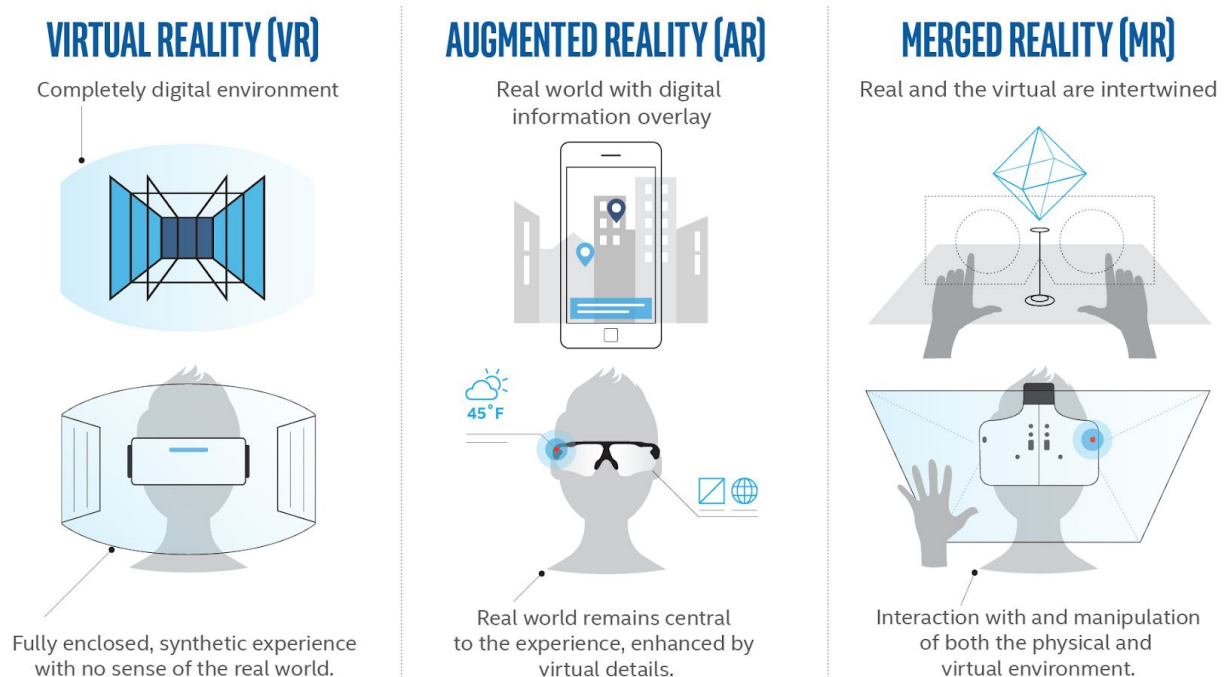 VIRTUAL REALITY (VR)
Completely digital environment
Fully enclosed, synthetic experience
with no sense of the real world.
AUGMENTED REALITY (AR)
Real world with digital
information overlay
45°F
Real world remains central
to the experience, enhanced by
virtual details.
MERGED REALITY (MR)
Real and the virtual are intertwined
Interaction with and manipulation
of both the physical and
virtual environment.